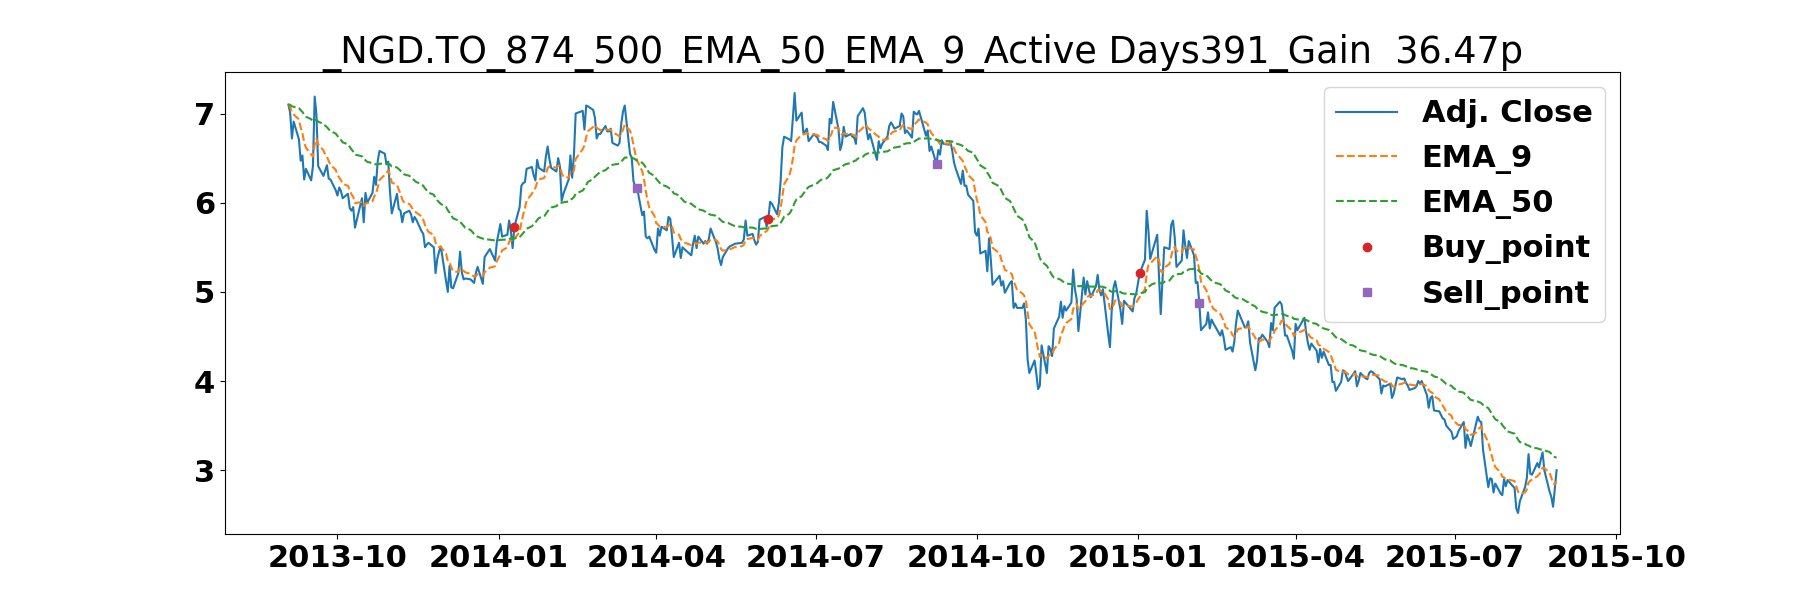 _NGD.TO_874_500_EMA_50_EMA_9_Active Days391_Gain  36.47p
Adj. Close
EMA_9
EMA_50
Buy_point
Sell_point
7
6
5
4
3
2013-10 2014-01 2014-04 2014-07 2014-10 2015-01 2015-04 2015-07 2015-10